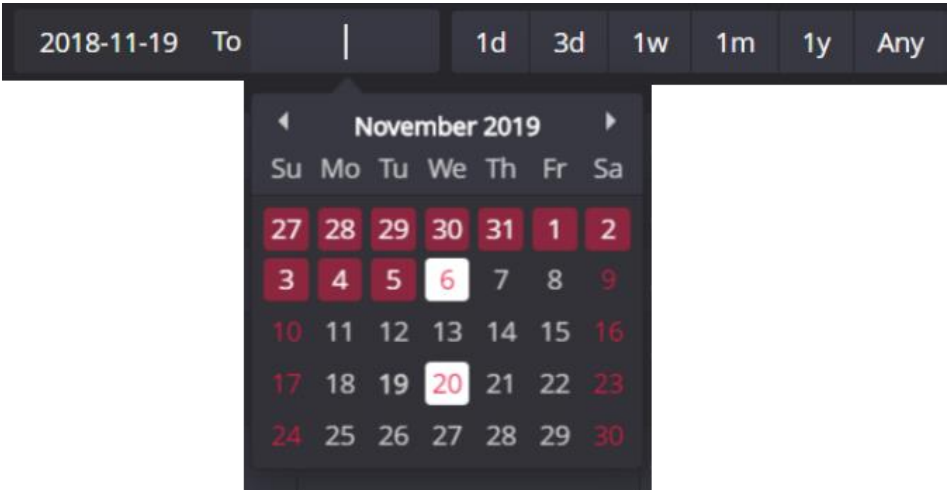 2018-11-19 To 1d 3d 1w 1m 1y Any
November 2019
Su Mo Tu We Th Fr Sa
27 28 29 30 31 1 2
3 4 5 6 7 8 9
10 11 12 13 14 15 16
17 18 19 20 21 22 23
24 25 26 27 28 29 30